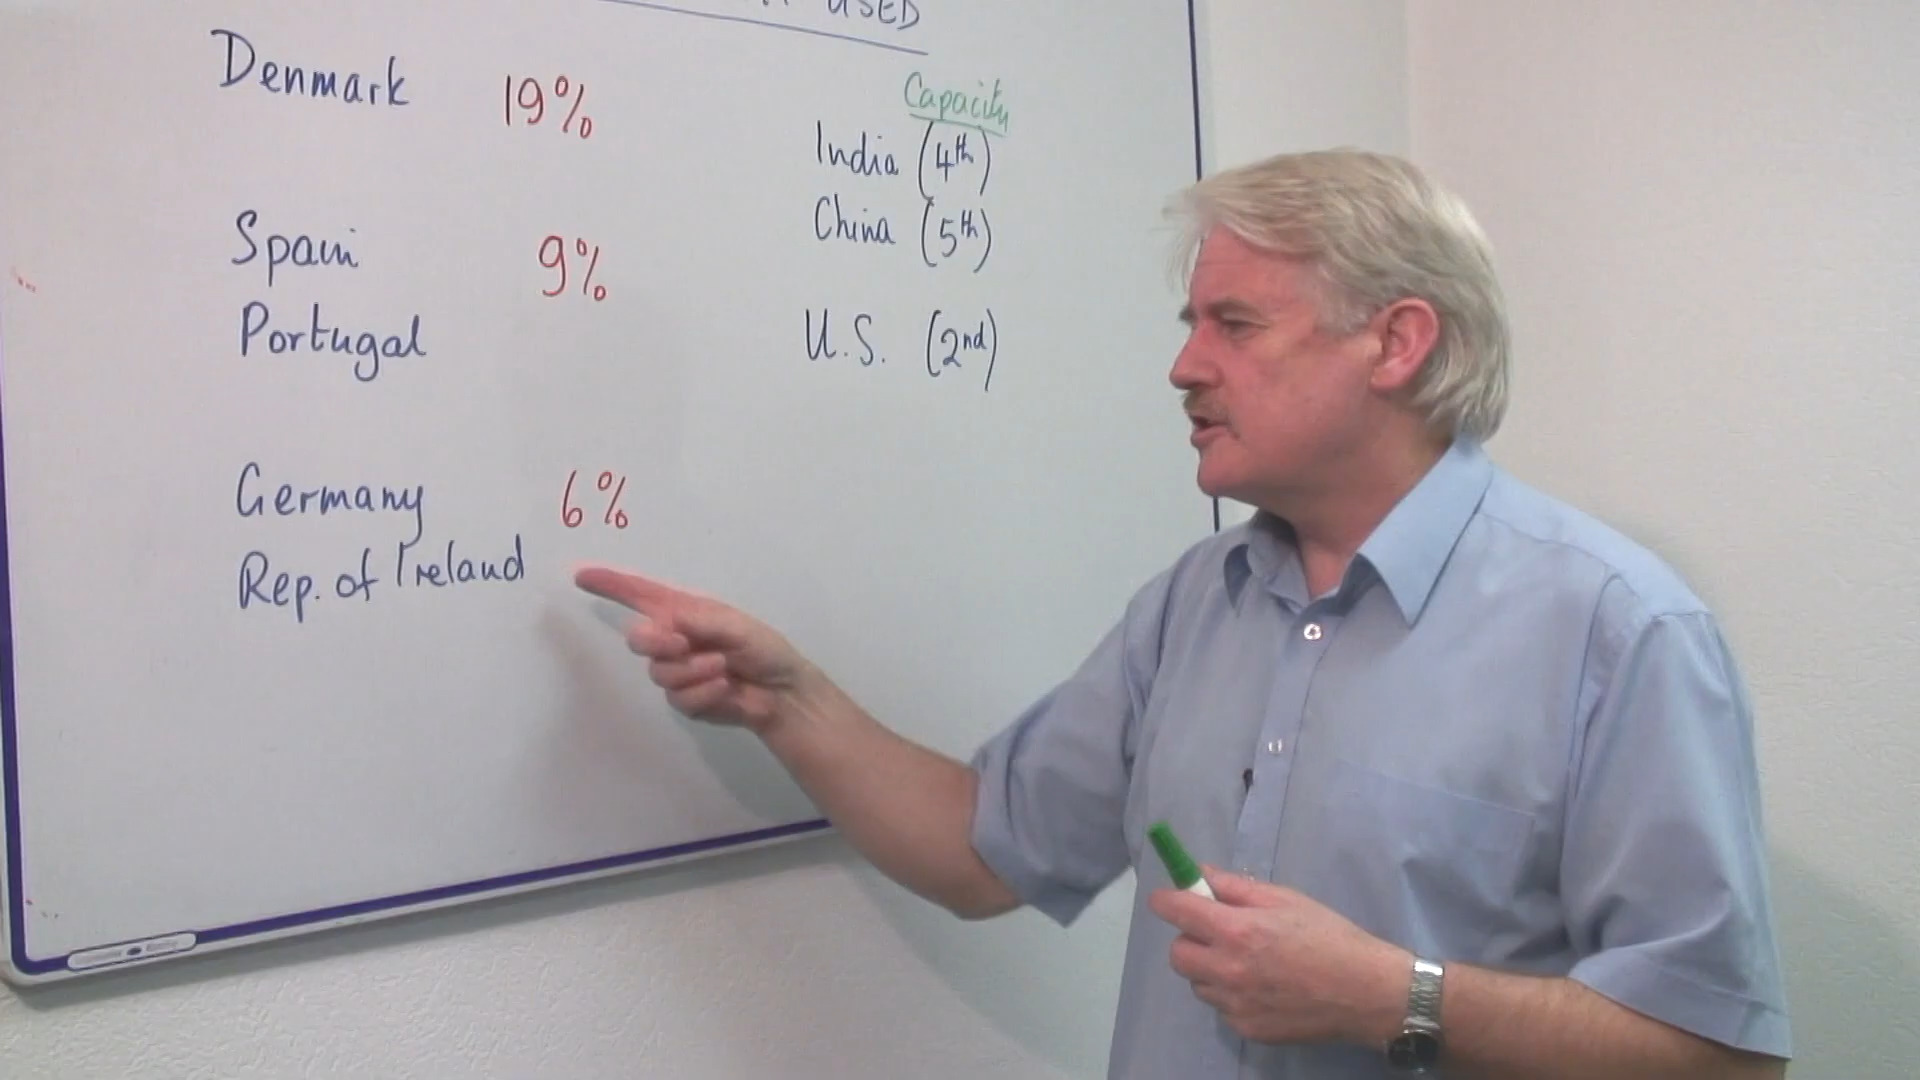 USED
Denmark 19%
Spain 9%
Portugal
Germany 6%
Rep. of Ireland
Capacity
India (4th)
China (5th)
U.S. (2nd)